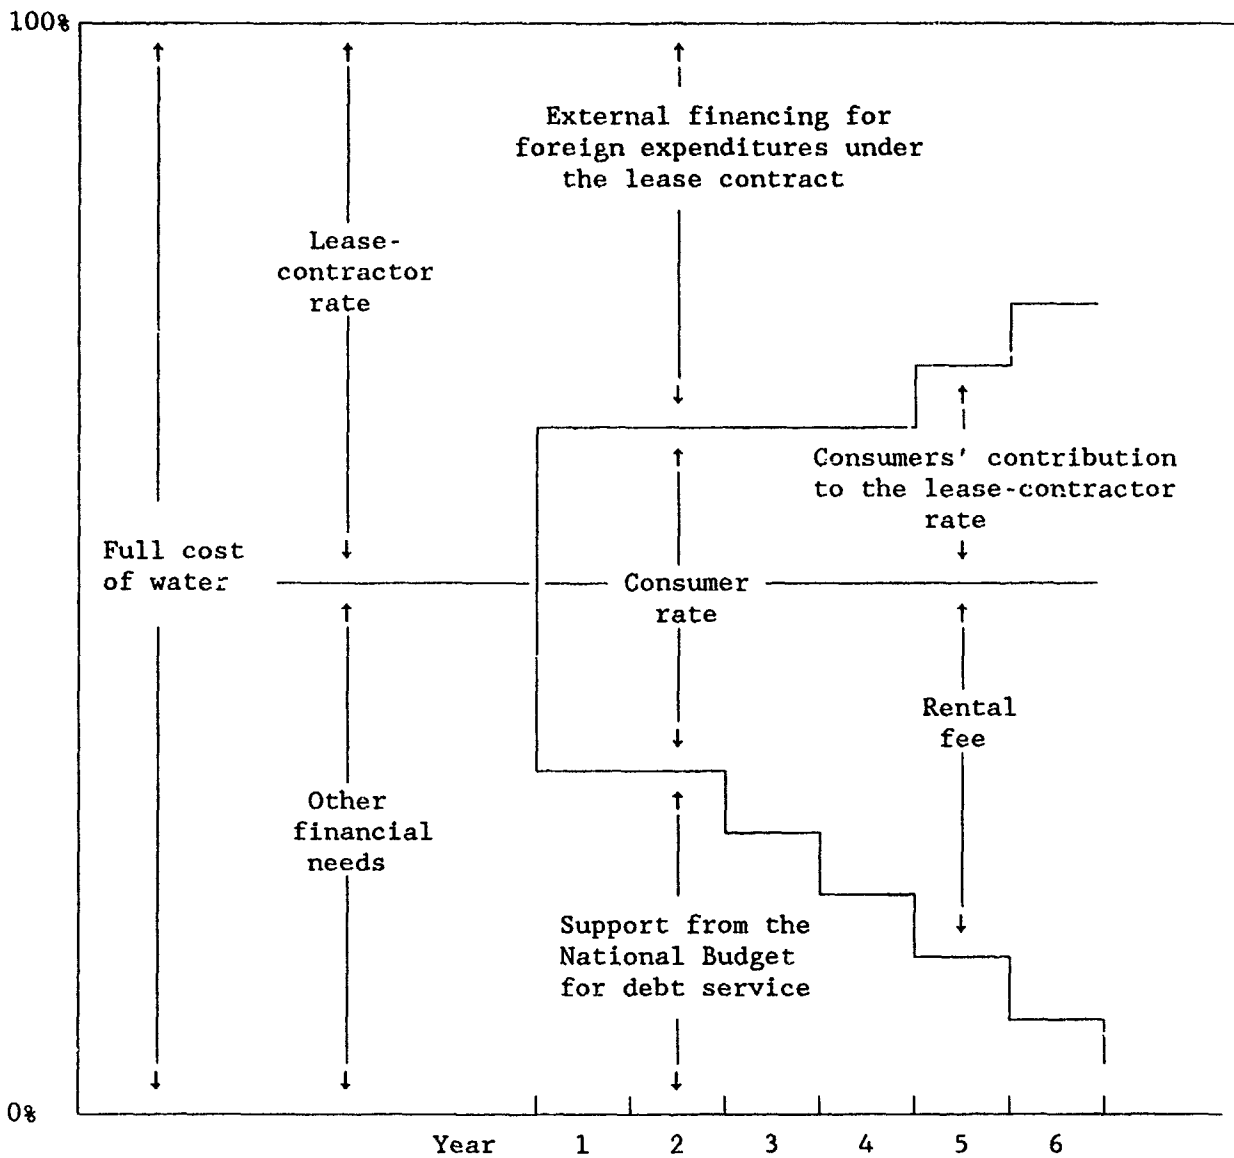 100%
External financing for
foreign expenditures under
the lease contract
Lease-
contractor
rate
Consumers' contribution
to the lease-contractor
rate
Full cost
of water
Consumer
rate
Rental
fee
Other
financial
needs
Support from the
National Budget
for debt service
0%
Year 1 2 3 4 5 6